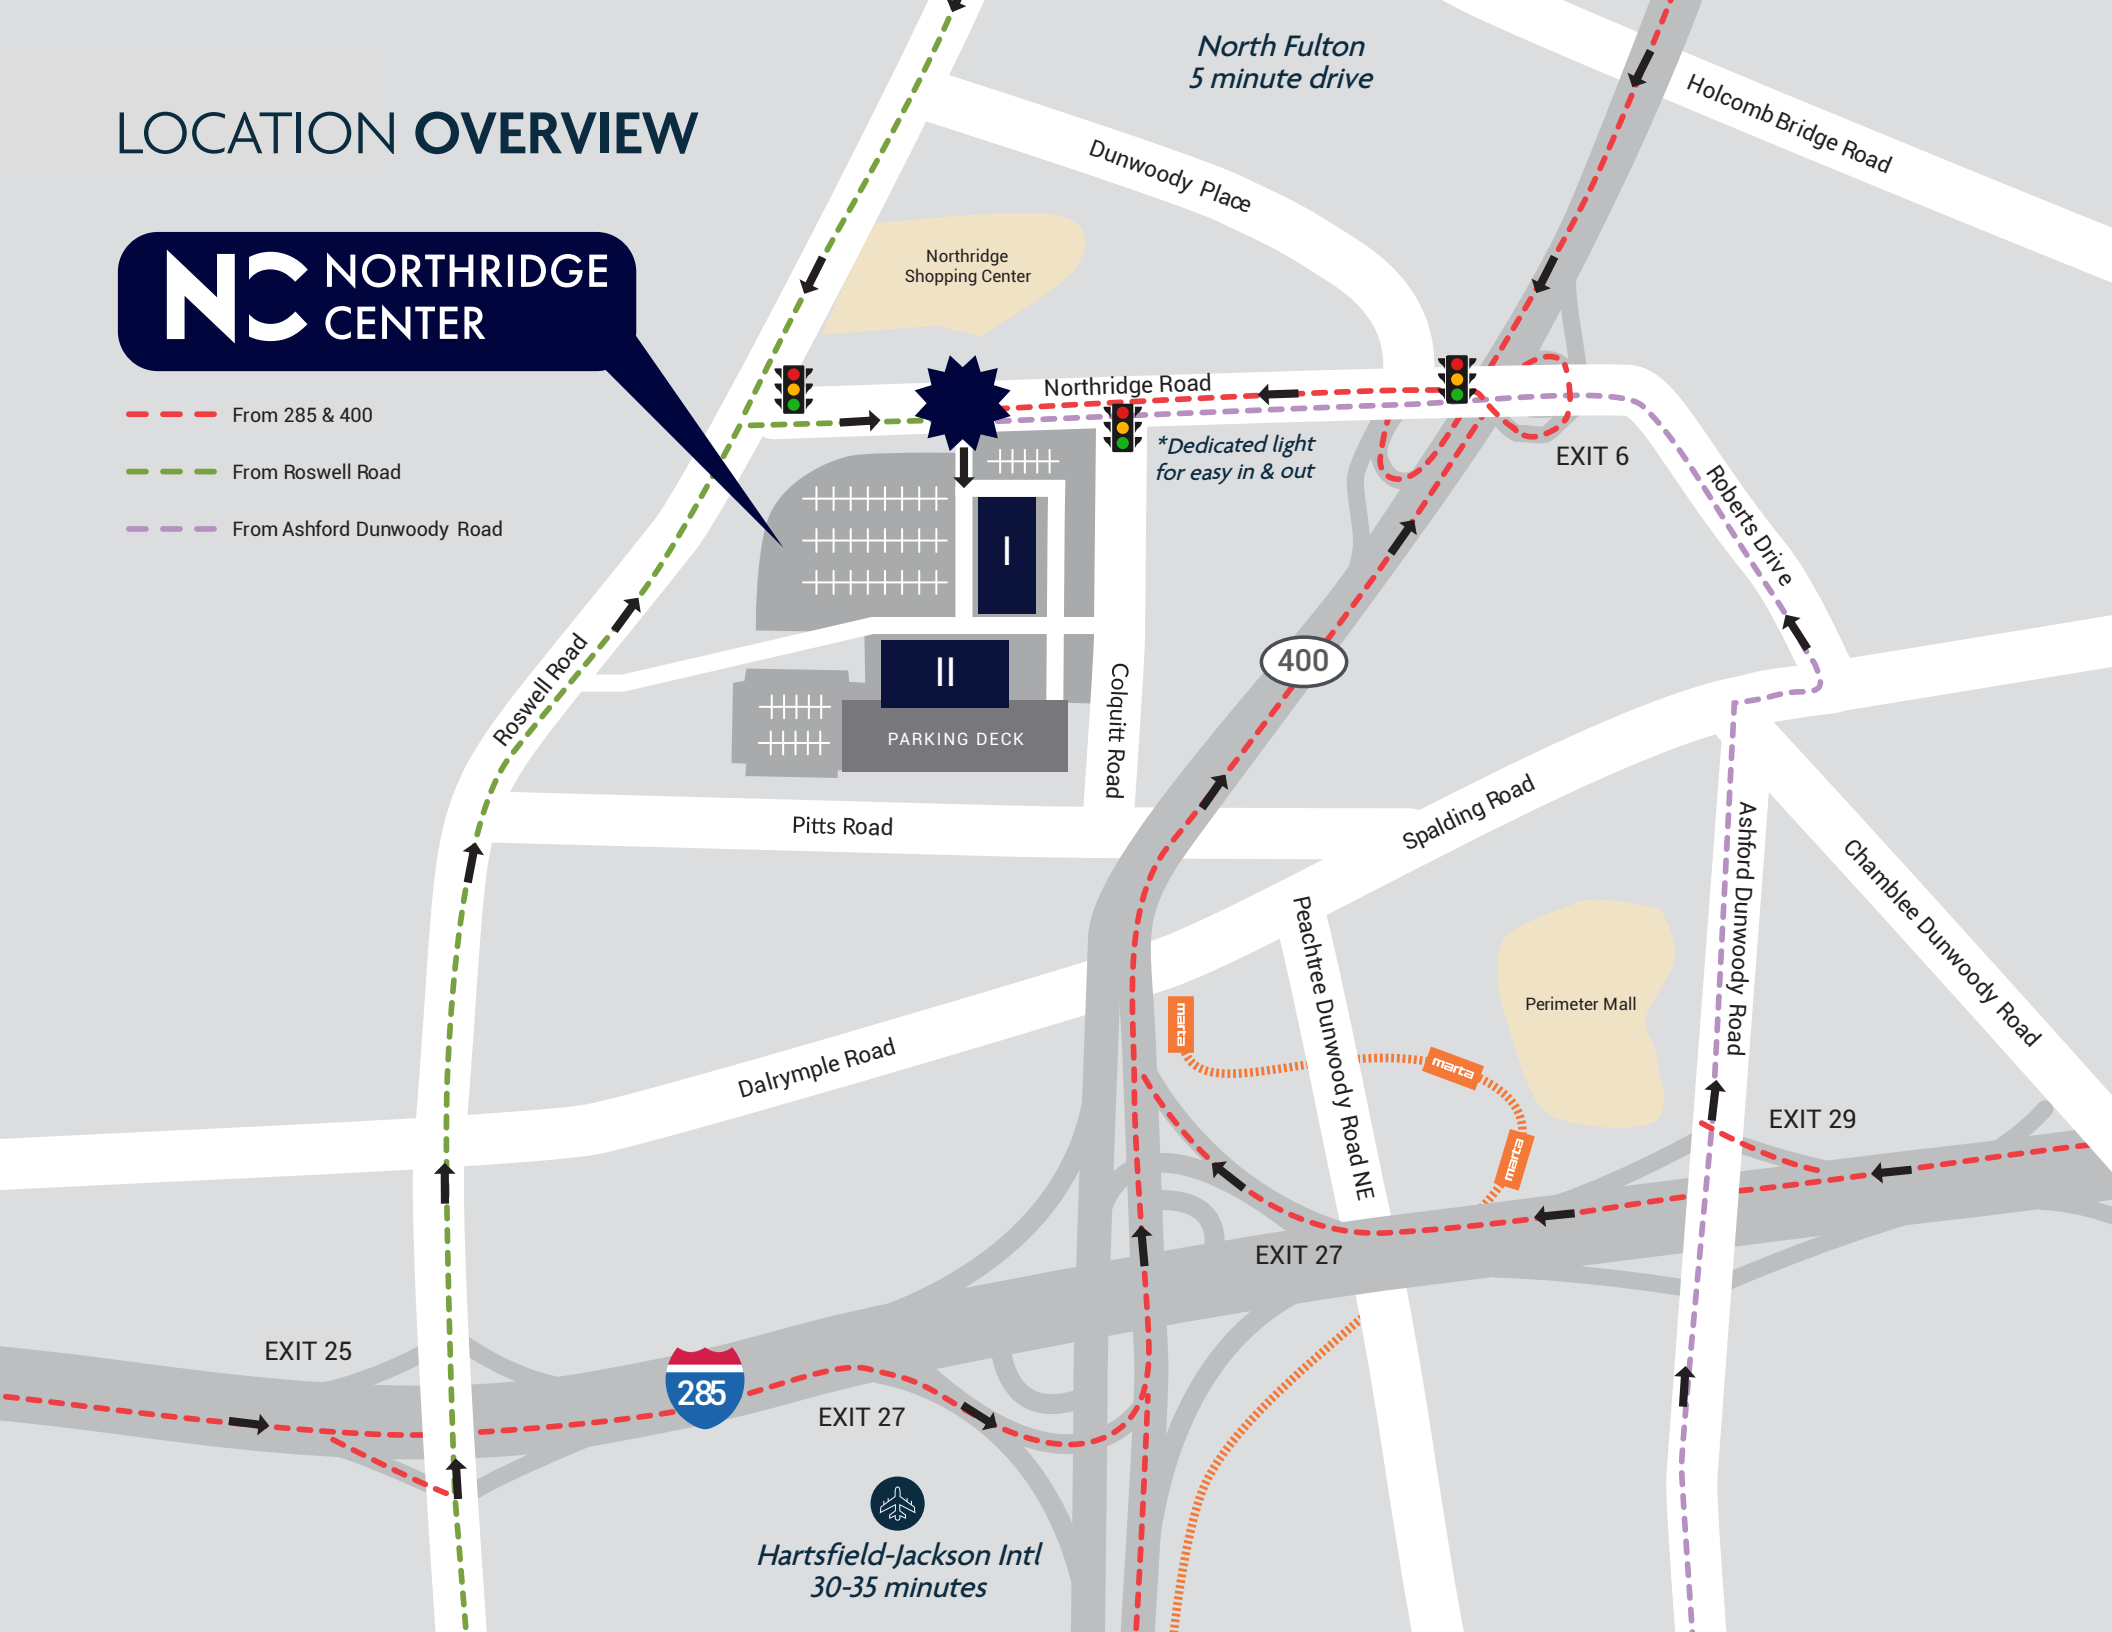 North Fulton
5 minute drive
LOCATION OVERVIEW
Holcomb Bridge Road
Dunwoody Place
NC NORTHRIDGE
CENTER
Northridge
Shopping Center
Northridge Road
From 285 & 400
From Roswell Road
From Ashford Dunwoody Road
*Dedicated light
for easy in & out
EXIT 6
Roberts Drive
I
II
PARKING DECK
Roswell Road
Colquitt Road
400
Pitts Road
Spalding Road
Ashford Dunwoody Road
Chamblee Dunwoody Road
Peachtree Dunwoody Road NE
Perimeter Mall
marta
marta
marta
Dalrymple Road
EXIT 29
EXIT 27
EXIT 25
285
EXIT 27
Hartsfield-Jackson Intl
30-35 minutes